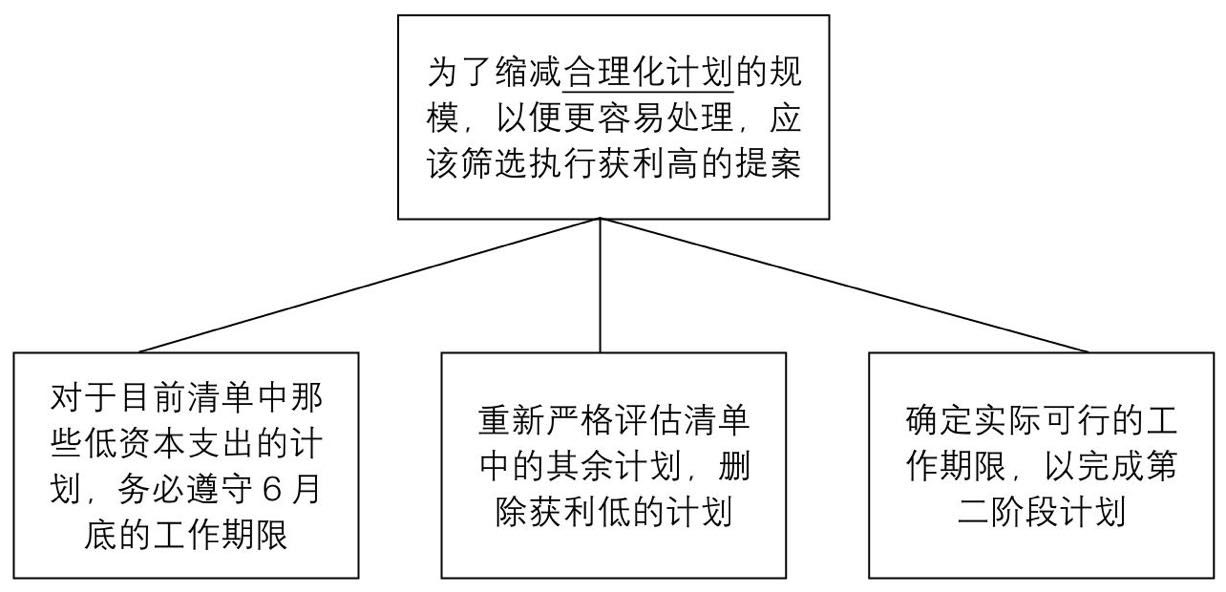 为了缩减合理化计划的规
模，以便更容易处理，应
该筛选执行获利高的提案
对于目前清单中那
些低资本支出的计
划，务必遵守6月
底的工作期限
重新严格评估清单
中的其余计划，删
除获利低的计划
确定实际可行的工
作期限，以完成第
二阶段计划